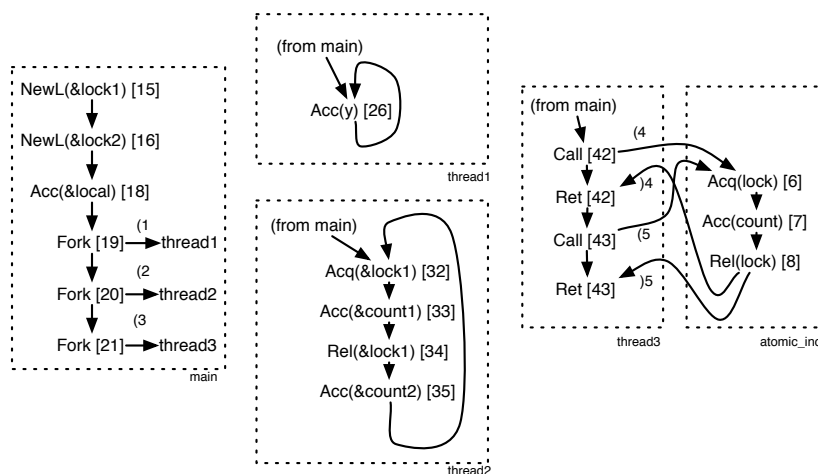 NewL(&lock1) [15]
NewL(&lock2) [16]
Acc(&local) [18]
Fork [19]
(1
thread1
Fork [20]
(2
thread2
Fork [21]
(3
thread3
main
(from main)
Acc(y) [26]
thread1
(from main)
Acq(&lock1) [32]
Acc(&count1) [33]
Rel(&lock1) [34]
Acc(&count2) [35]
thread2
(from main)
Call [42]
(4
Ret [42]
)4
Call [43]
(5
Ret [43]
)5
thread3
Acq(lock) [6]
Acc(count) [7]
Rel(lock) [8]
atomic_inc